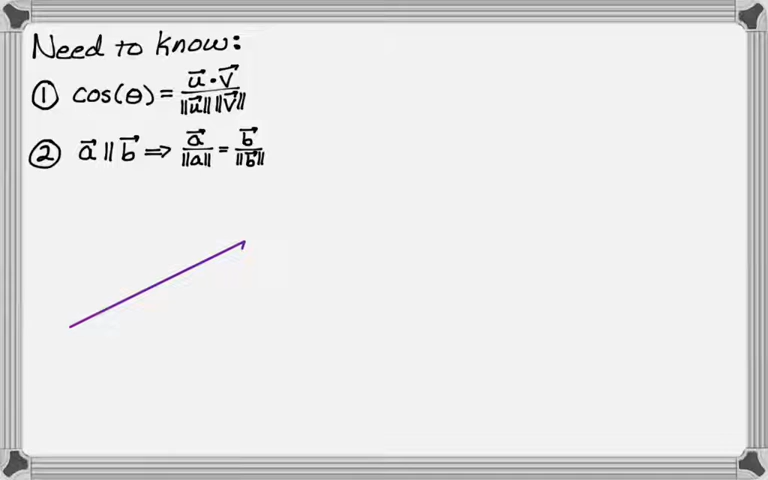 Need to know:
① cos(θ) = u⃗ · v⃗ / ‖u⃗‖ ‖v⃗‖
② a⃗ ∥ b⃗ ⇒ a⃗ / ‖a‖ = b⃗ / ‖b⃗‖